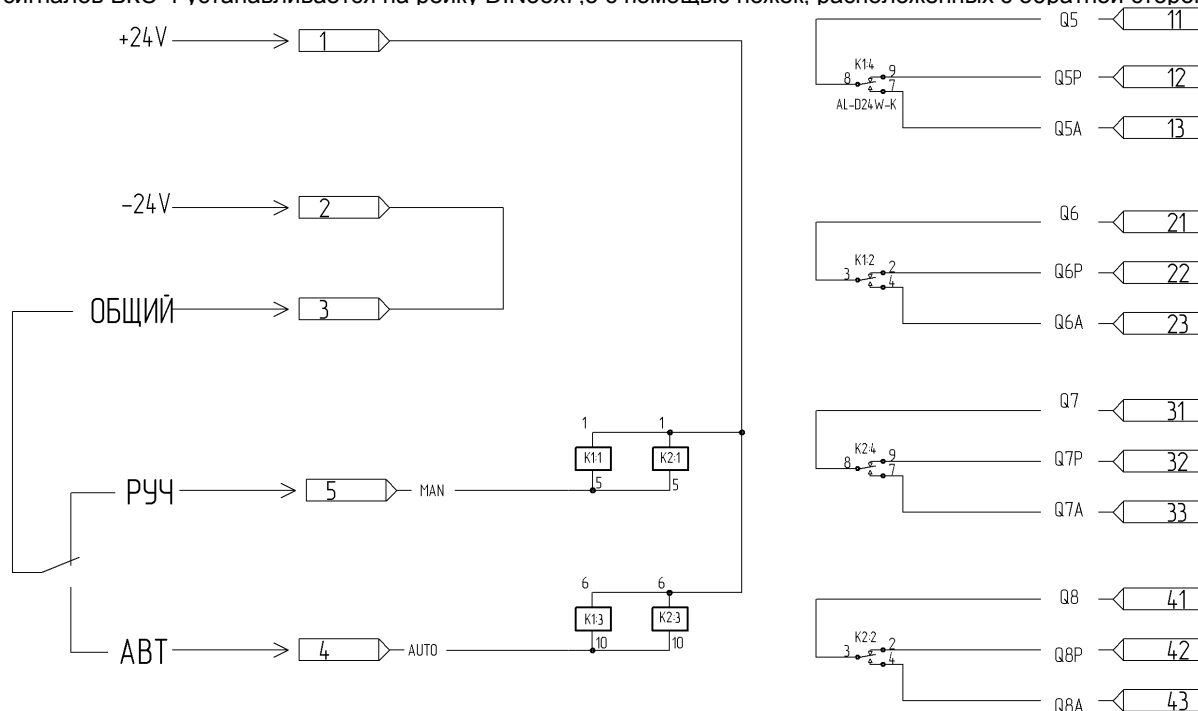 +24V 1
-24V 2
ОБЩИЙ 3
РУЧ 5 MAN
АВТ 4 AUTO
1 1
K1:1 K2:1
5 5
6 6
K1:3 K2:3
10 10
Q5 11
K1:4
8 9
7
AL-D24W-K
Q5P 12
Q5A 13
Q6 21
K1:2
3 2
4
Q6P 22
Q6A 23
Q7 31
K2:4
8 9
7
Q7P 32
Q7A 33
Q8 41
K2:2
3 2
4
Q8P 42
Q8A 43